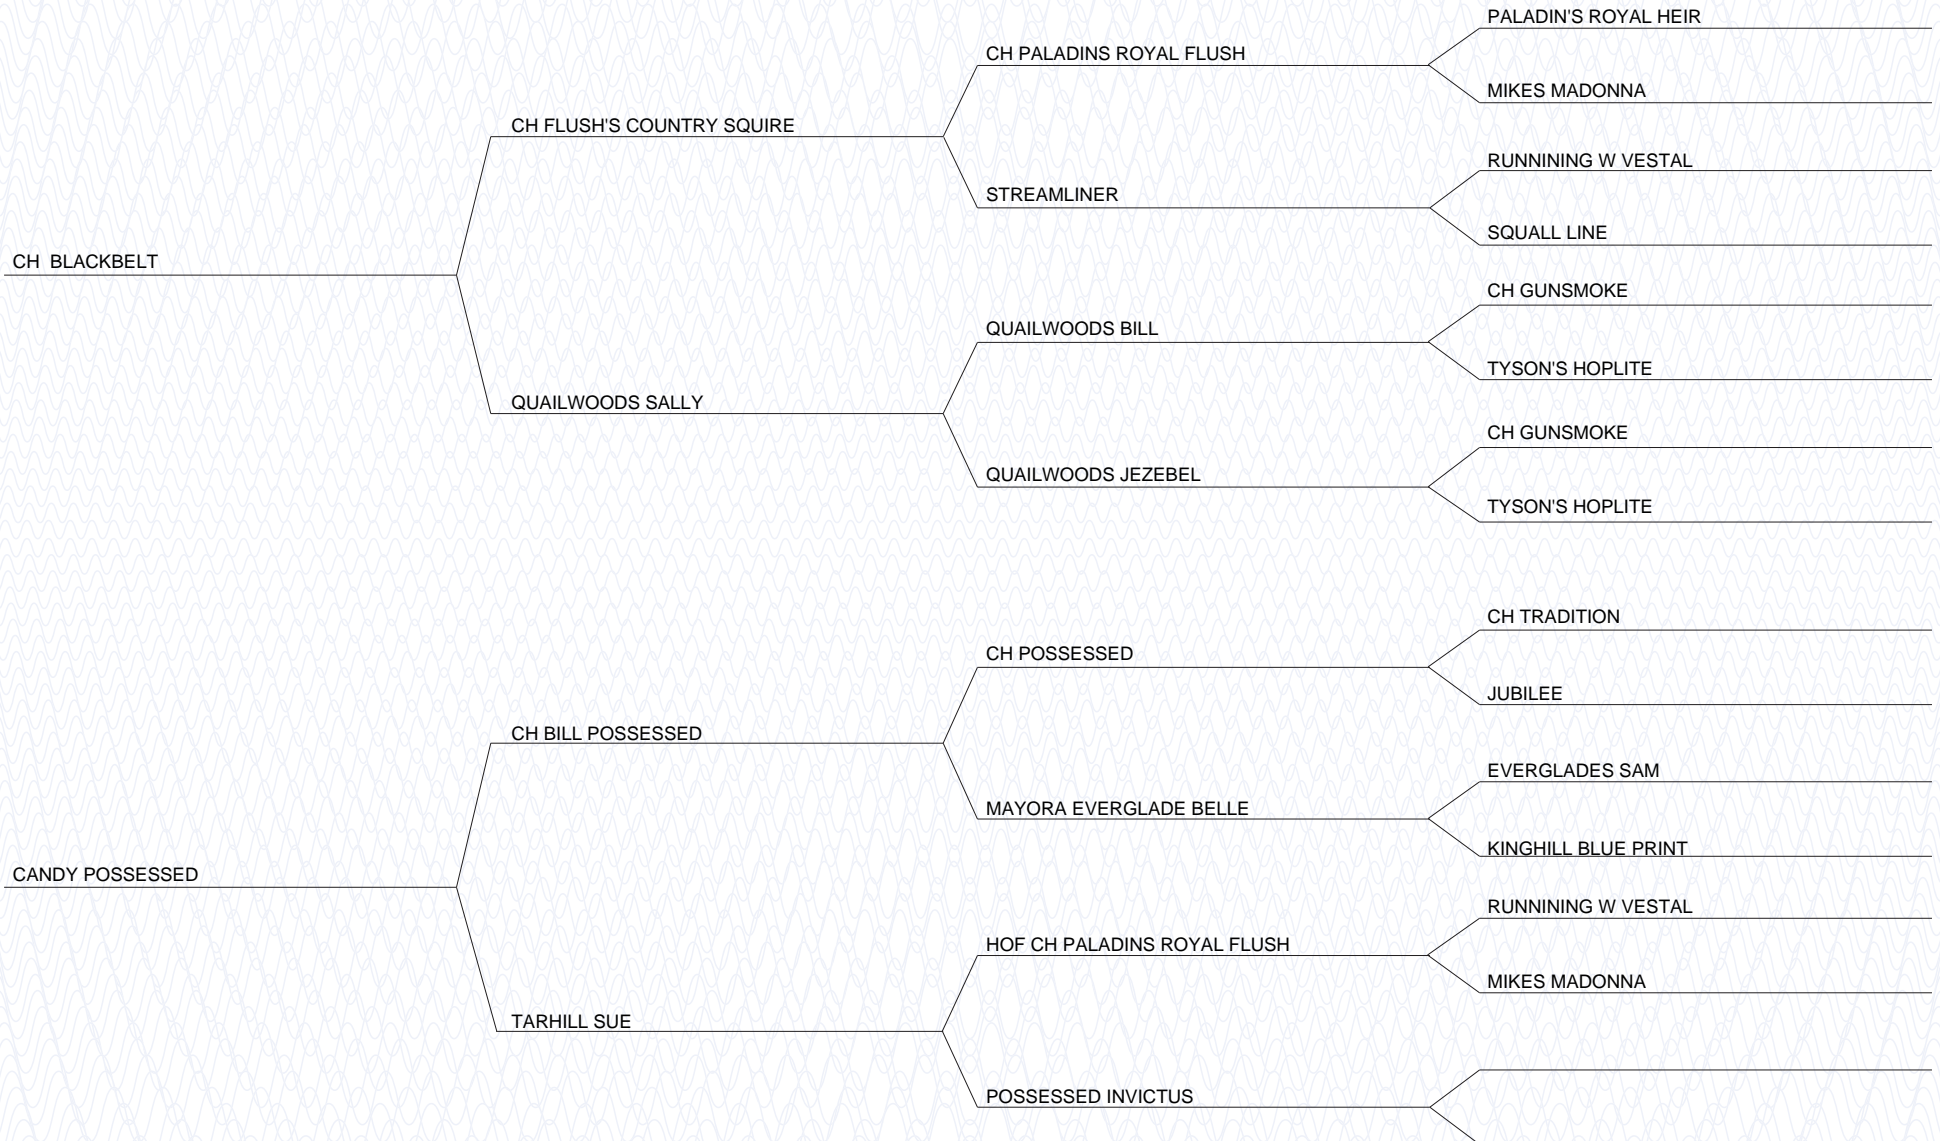 PALADIN'S ROYAL HEIR
CH PALADINS ROYAL FLUSH
MIKES MADONNA
CH FLUSH'S COUNTRY SQUIRE
RUNNINING W VESTAL
STREAMLINER
SQUALL LINE
CH  BLACKBELT
CH GUNSMOKE
QUAILWOODS BILL
TYSON'S HOPLITE
QUAILWOODS SALLY
CH GUNSMOKE
QUAILWOODS JEZEBEL
TYSON'S HOPLITE
CH TRADITION
CH POSSESSED
JUBILEE
CH BILL POSSESSED
EVERGLADES SAM
MAYORA EVERGLADE BELLE
KINGHILL BLUE PRINT
CANDY POSSESSED
RUNNINING W VESTAL
HOF CH PALADINS ROYAL FLUSH
MIKES MADONNA
TARHILL SUE
POSSESSED INVICTUS